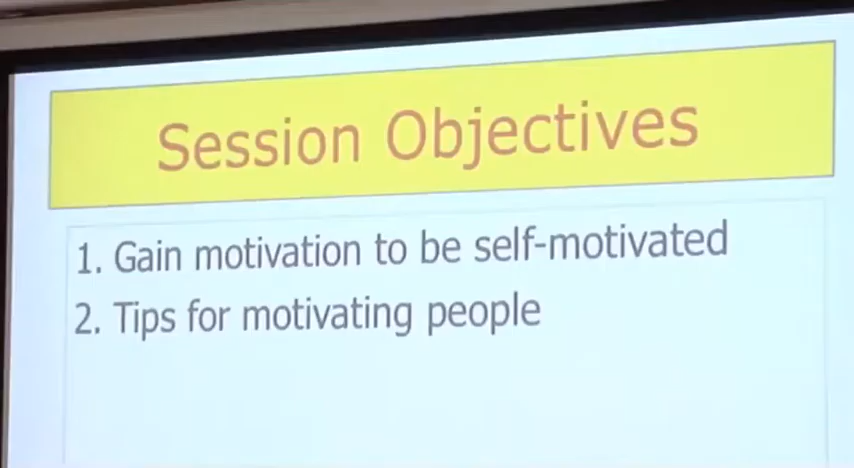 Session Objectives
1. Gain motivation to be self-motivated
2. Tips for motivating people